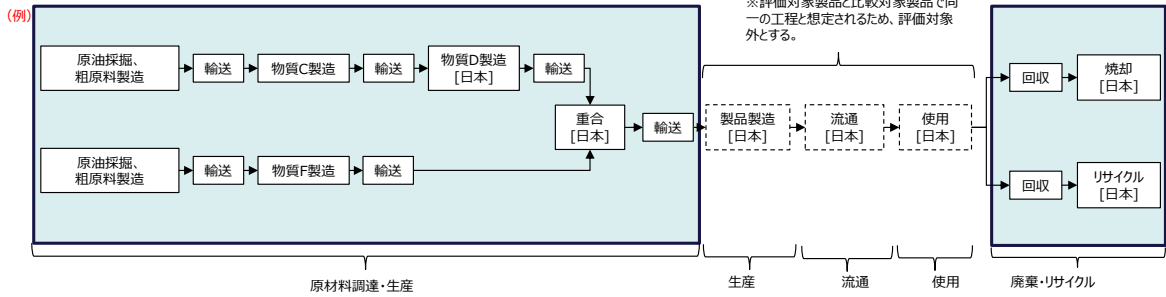 (例)
※評価対象製品と比較対象製品で同
一の工程と想定されるため、評価対象
外とする。
原油採掘、
粗原料製造
輸送
物質C製造
輸送
物質D製造
[日本]
輸送
重合
[日本]
輸送
製品製造
[日本]
流通
[日本]
使用
[日本]
回収
焼却
[日本]
原油採掘、
粗原料製造
輸送
物質F製造
輸送
回収
リサイクル
[日本]
原材料調達・生産
生産
流通
使用
廃棄・リサイクル